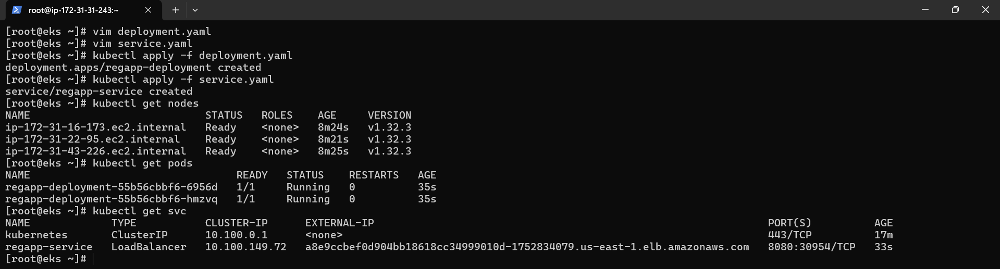 root@ip-172-31-31-243:~
[root@eks ~]# vim deployment.yaml
[root@eks ~]# vim service.yaml
[root@eks ~]# kubectl apply -f deployment.yaml
deployment.apps/regapp-deployment created
[root@eks ~]# kubectl apply -f service.yaml
service/regapp-service created
[root@eks ~]# kubectl get nodes
NAME                            STATUS   ROLES    AGE     VERSION
ip-172-31-16-173.ec2.internal   Ready    <none>   8m24s   v1.32.3
ip-172-31-22-95.ec2.internal    Ready    <none>   8m21s   v1.32.3
ip-172-31-43-226.ec2.internal   Ready    <none>   8m25s   v1.32.3
[root@eks ~]# kubectl get pods
NAME                                 READY   STATUS    RESTARTS   AGE
regapp-deployment-55b56cbbf6-6956d   1/1     Running   0          35s
regapp-deployment-55b56cbbf6-hmzvq   1/1     Running   0          35s
[root@eks ~]# kubectl get svc
NAME             TYPE           CLUSTER-IP      EXTERNAL-IP                                                               PORT(S)          AGE
kubernetes       ClusterIP      10.100.0.1      <none>                                                                    443/TCP          17m
regapp-service   LoadBalancer   10.100.149.72   a8e9ccbef0d904bb18618cc34999010d-1752834079.us-east-1.elb.amazonaws.com   8080:30954/TCP   33s
[root@eks ~]#